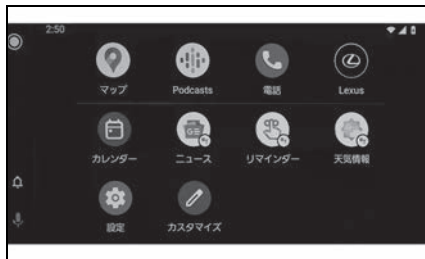 2:50
マップ
Podcasts
電話
Lexus
カレンダー
ニュース
リマインダー
天気情報
設定
カスタマイズ